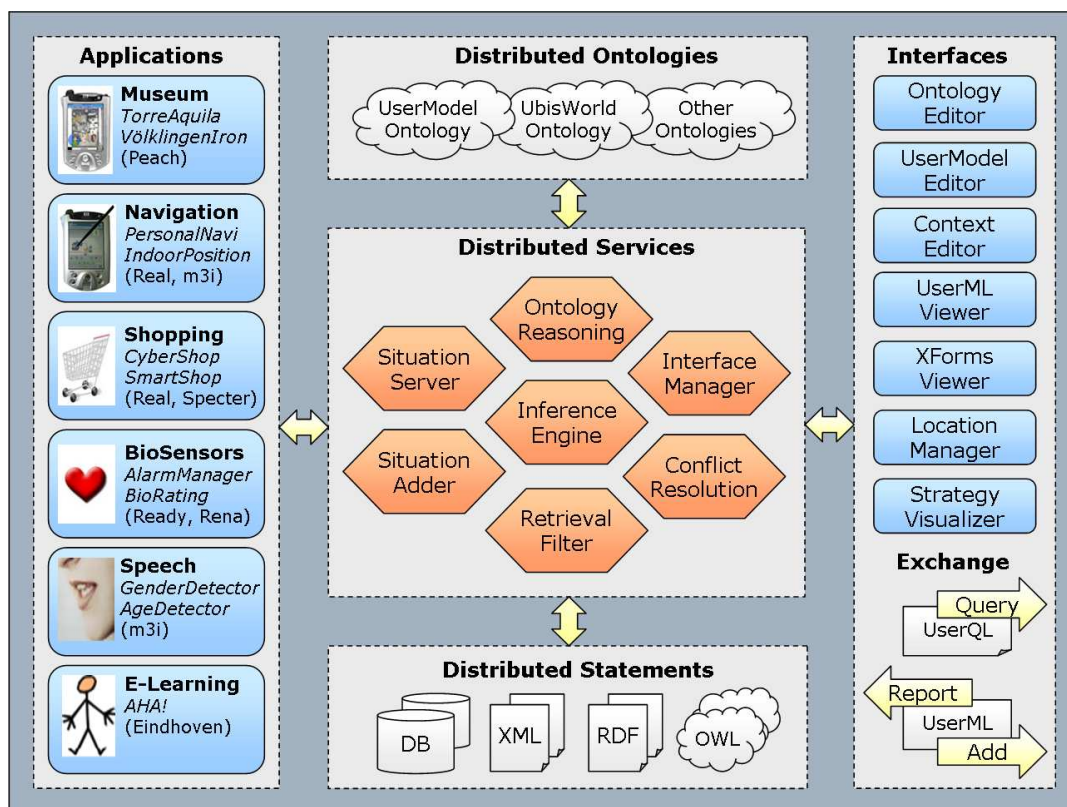 Applications
Museum
TorreAquila
VölklingenIron
(Peach)
Navigation
PersonalNavi
IndoorPosition
(Real, m3i)
Shopping
CyberShop
SmartShop
(Real, Specter)
BioSensors
AlarmManager
BioRating
(Ready, Rena)
Speech
GenderDetector
AgeDetector
(m3i)
E-Learning
AHA!
(Eindhoven)
Distributed Ontologies
UserModel
Ontology
UbisWorld
Ontology
Other
Ontologies
Distributed Services
Ontology
Reasoning
Situation
Server
Interface
Manager
Inference
Engine
Situation
Adder
Conflict
Resolution
Retrieval
Filter
Distributed Statements
DB
XML
RDF
OWL
Interfaces
Ontology
Editor
UserModel
Editor
Context
Editor
UserML
Viewer
XForms
Viewer
Location
Manager
Strategy
Visualizer
Exchange
Query
UserQL
Report
UserML
Add